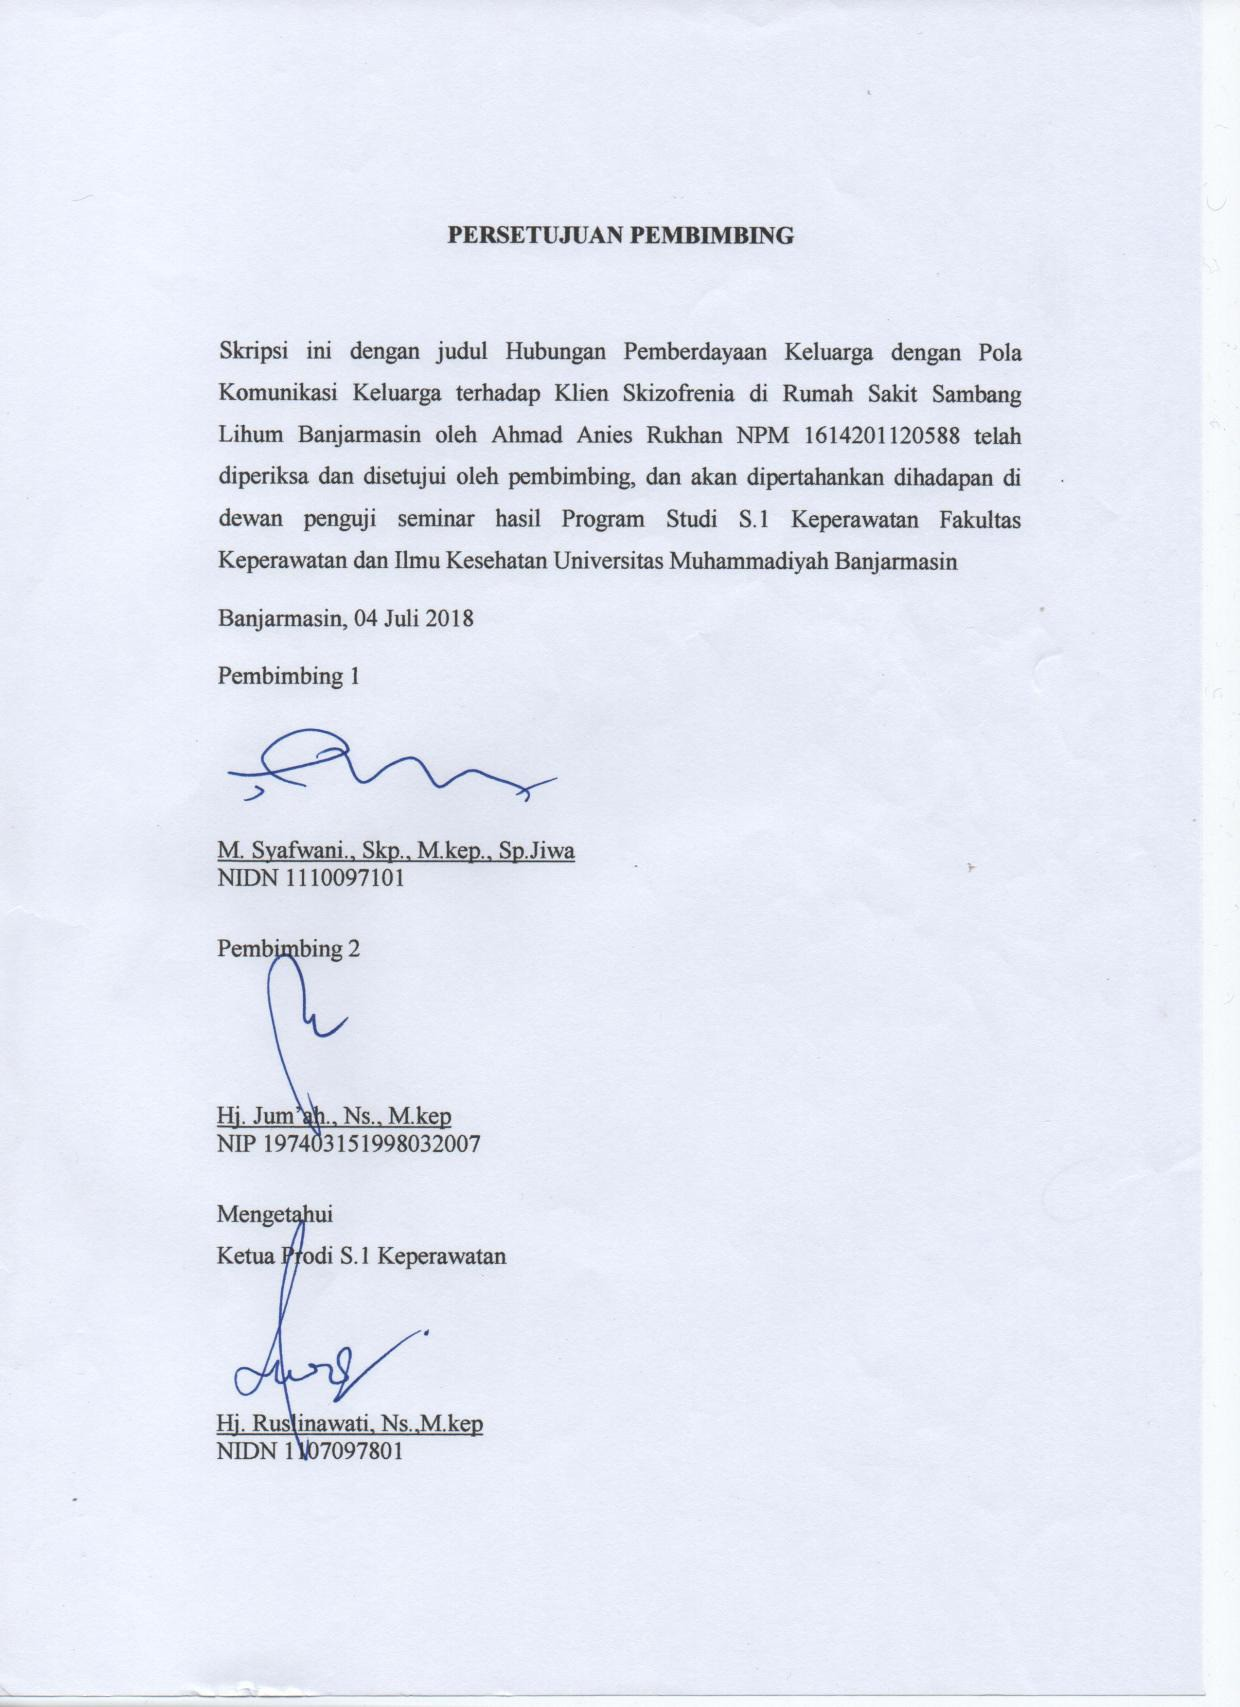 PERSETUJUAN PEMBIMBING
Skripsi ini dengan judul Hubungan Pemberdayaan Keluarga dengan Pola
Komunikasi Keluarga terhadap Klien Skizofrenia di Rumah Sakit Sambang
Lihum Banjarmasin oleh Ahmad Anies Rukhan NPM 1614201120588 telah
diperiksa dan disetujui oleh pembimbing, dan akan dipertahankan dihadapan di
dewan penguji seminar hasil Program Studi S.1 Keperawatan Fakultas
Keperawatan dan Ilmu Kesehatan Universitas Muhammadiyah Banjarmasin
Banjarmasin, 04 Juli 2018
Pembimbing 1
M. Syafwani., Skp., M.kep., Sp.Jiwa
NIDN 1110097101
Pembimbing 2
Hj. Jum'ah., Ns., M.kep
NIP 197403151998032007
Mengetahui
Ketua Prodi S.1 Keperawatan
Hj. Ruslinawati, Ns.,M.kep
NIDN 1107097801